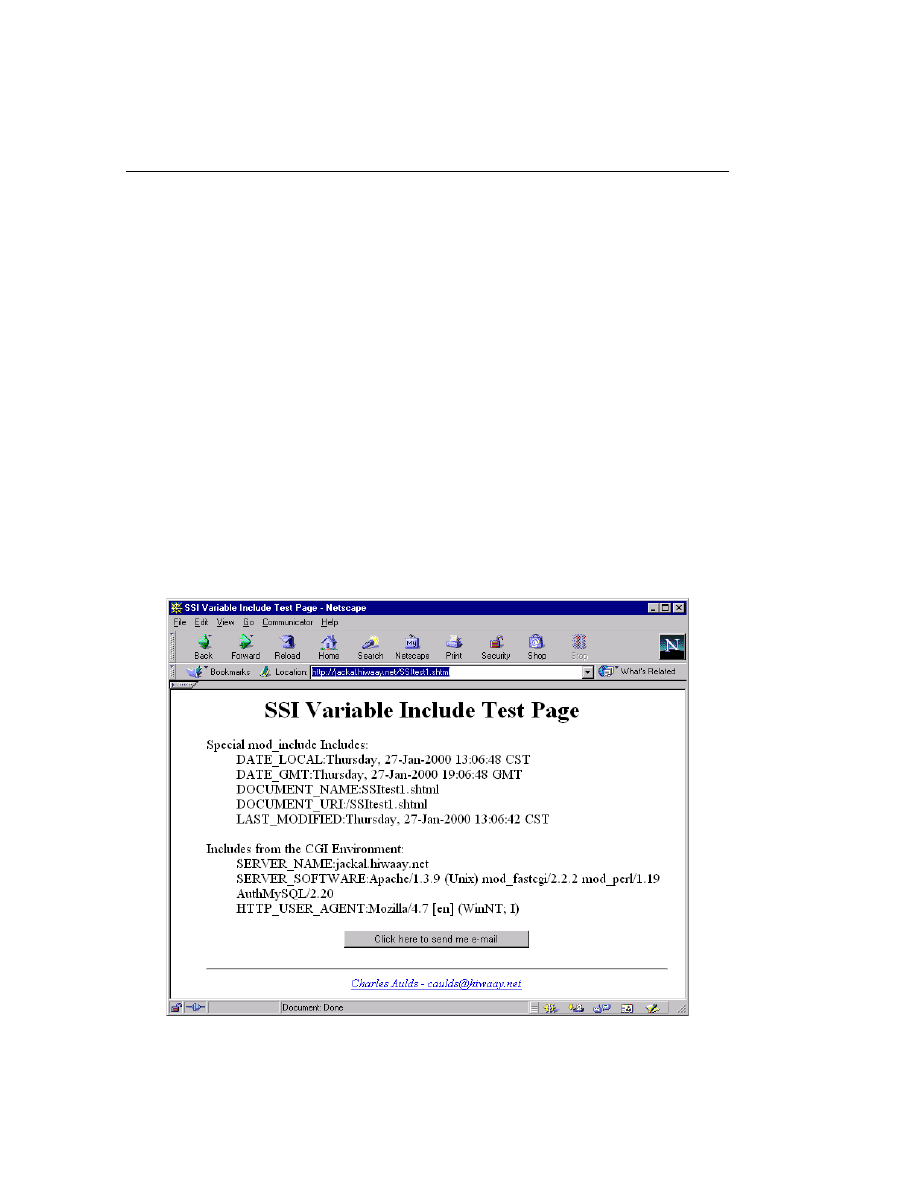 SSI Variable Include Test Page - Netscape
File Edit View Go Communicator Help
Back Forward Reload Home Search Netscape Print Security Shop Stop
Bookmarks Location: http://jackal.hiwaay.net/SSItest1.shtml What's Related
SSI Variable Include Test Page
Special mod_include Includes:
DATE_LOCAL:Thursday, 27-Jan-2000 13:06:48 CST
DATE_GMT:Thursday, 27-Jan-2000 19:06:48 GMT
DOCUMENT_NAME:SSItest1.shtml
DOCUMENT_URI:/SSItest1.shtml
LAST_MODIFIED:Thursday, 27-Jan-2000 13:06:42 CST
Includes from the CGI Environment:
SERVER_NAME:jackal.hiwaay.net
SERVER_SOFTWARE:Apache/1.3.9 (Unix) mod_fastcgi/2.2.2 mod_perl/1.19
AuthMySQL/2.20
HTTP_USER_AGENT:Mozilla/4.7 [en] (WinNT; I)
Click here to send me e-mail
Charles Aulds - caulds@hiwaay.net
Document: Done